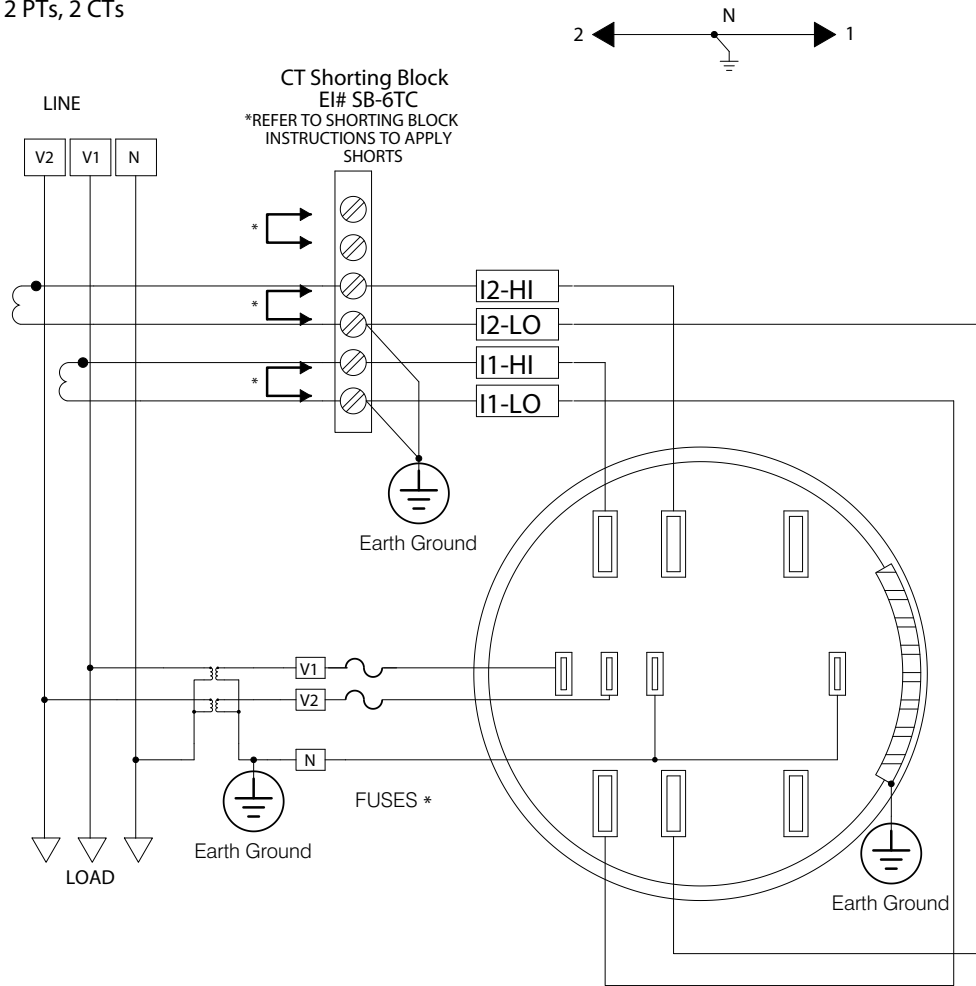 2 PTs, 2 CTs
N
2
1
CT Shorting Block
EI# SB-6TC
*REFER TO SHORTING BLOCK
INSTRUCTIONS TO APPLY
SHORTS
LINE
V2
V1
N
*
*
*
I2-HI
I2-LO
I1-HI
I1-LO
Earth Ground
V1
V2
N
FUSES *
Earth Ground
LOAD
Earth Ground